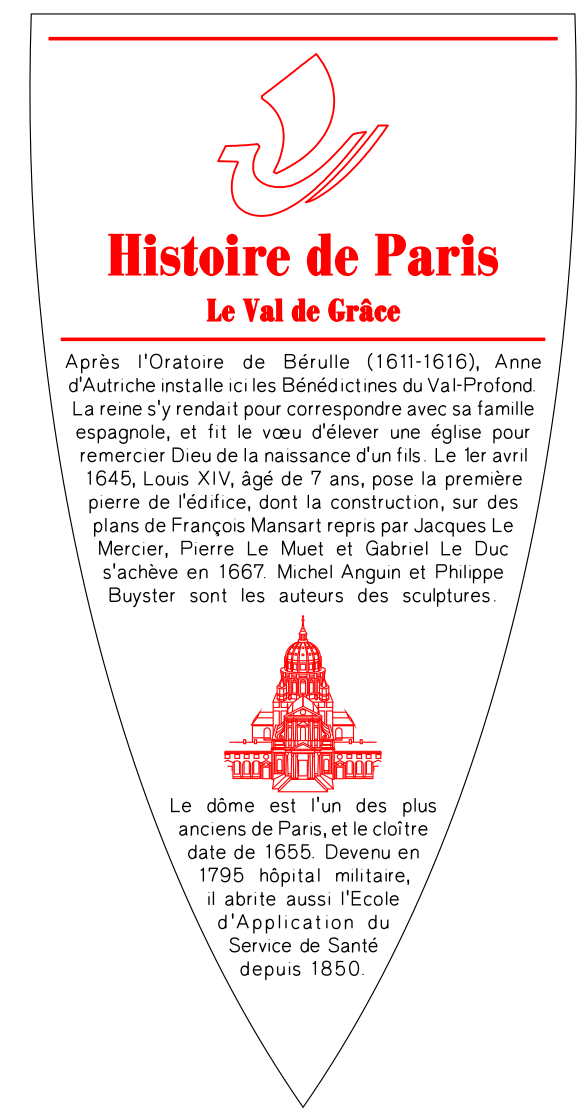 Histoire de Paris
Le Val de Grâce
Après l'Oratoire de Bérulle (1611-1616), Anne
d'Autriche installe ici les Bénédictines du Val-Profond.
La reine s'y rendait pour correspondre avec sa famille
espagnole, et fit le vœu d'élever une église pour
remercier Dieu de la naissance d'un fils. Le 1er avril
1645, Louis XIV, âgé de 7 ans, pose la première
pierre de l'édifice, dont la construction, sur des
plans de François Mansart repris par Jacques Le
Mercier, Pierre Le Muet et Gabriel Le Duc
s'achève en 1667. Michel Anguin et Philippe
Buyster sont les auteurs des sculptures.
Le dôme est l'un des plus
anciens de Paris, et le cloître
date de 1655. Devenu en
1795 hôpital militaire,
il abrite aussi l'Ecole
d'Application du
Service de Santé
depuis 1850.